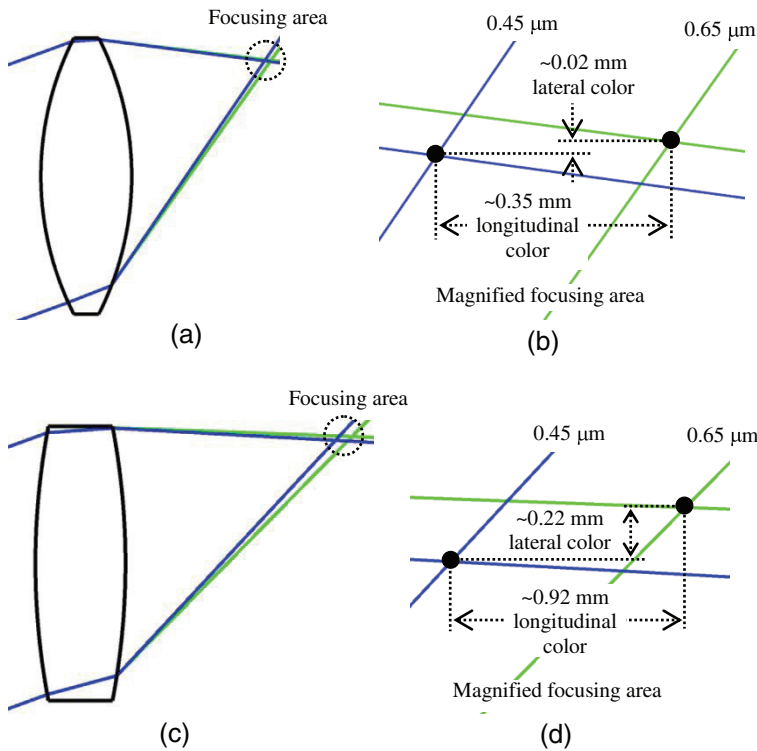 Focusing area
(a)
0.45 µm
0.65 µm
~0.02 mm
lateral color
~0.35 mm
longitudinal
color
Magnified focusing area
(b)
Focusing area
(c)
0.45 µm
0.65 µm
~0.22 mm
lateral color
~0.92 mm
longitudinal
color
Magnified focusing area
(d)